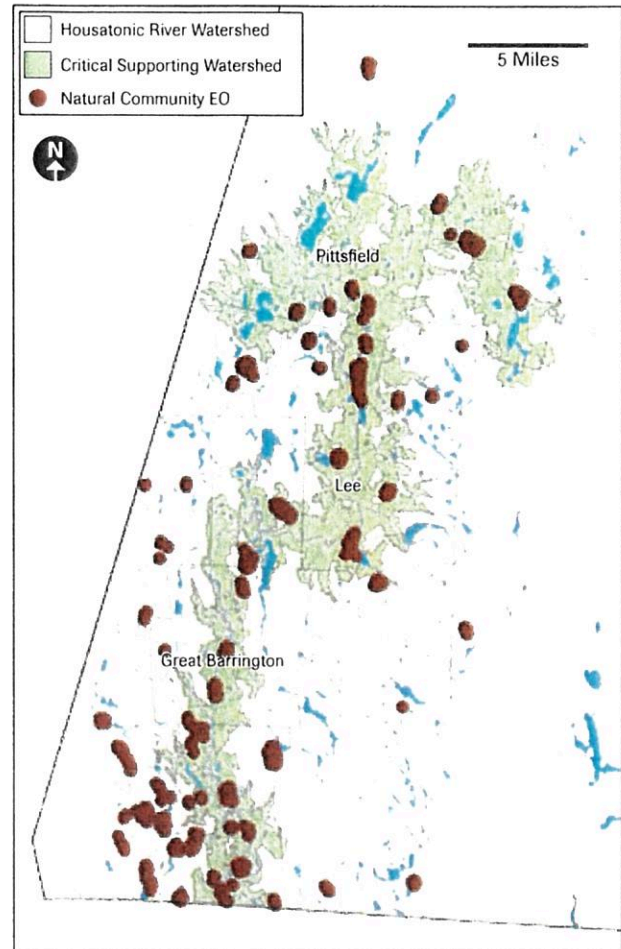 Housatonic River Watershed
Critical Supporting Watershed
Natural Community EO
5 Miles
N
Pittsfield
Lee
Great Barrington